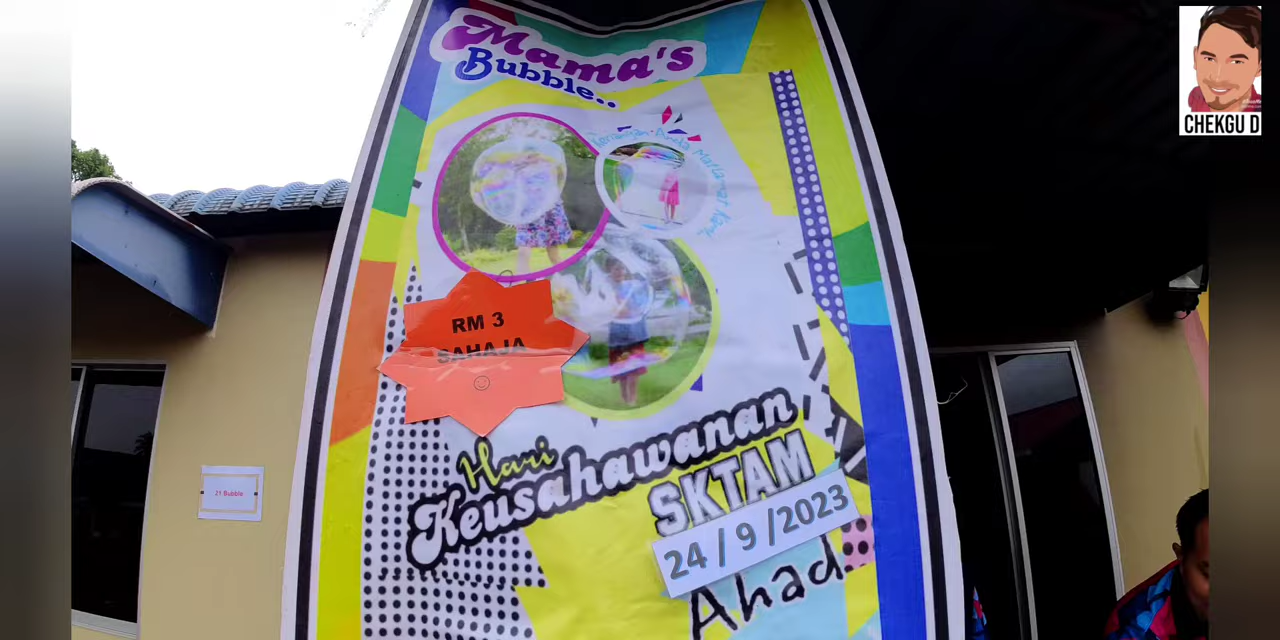 Mama's
Bubble..
RM 3
SAHAJA
Hari
Keusahawanan
SKTAM
24 / 9 /2023
Ahad
21 Bubble
CHEKGU D